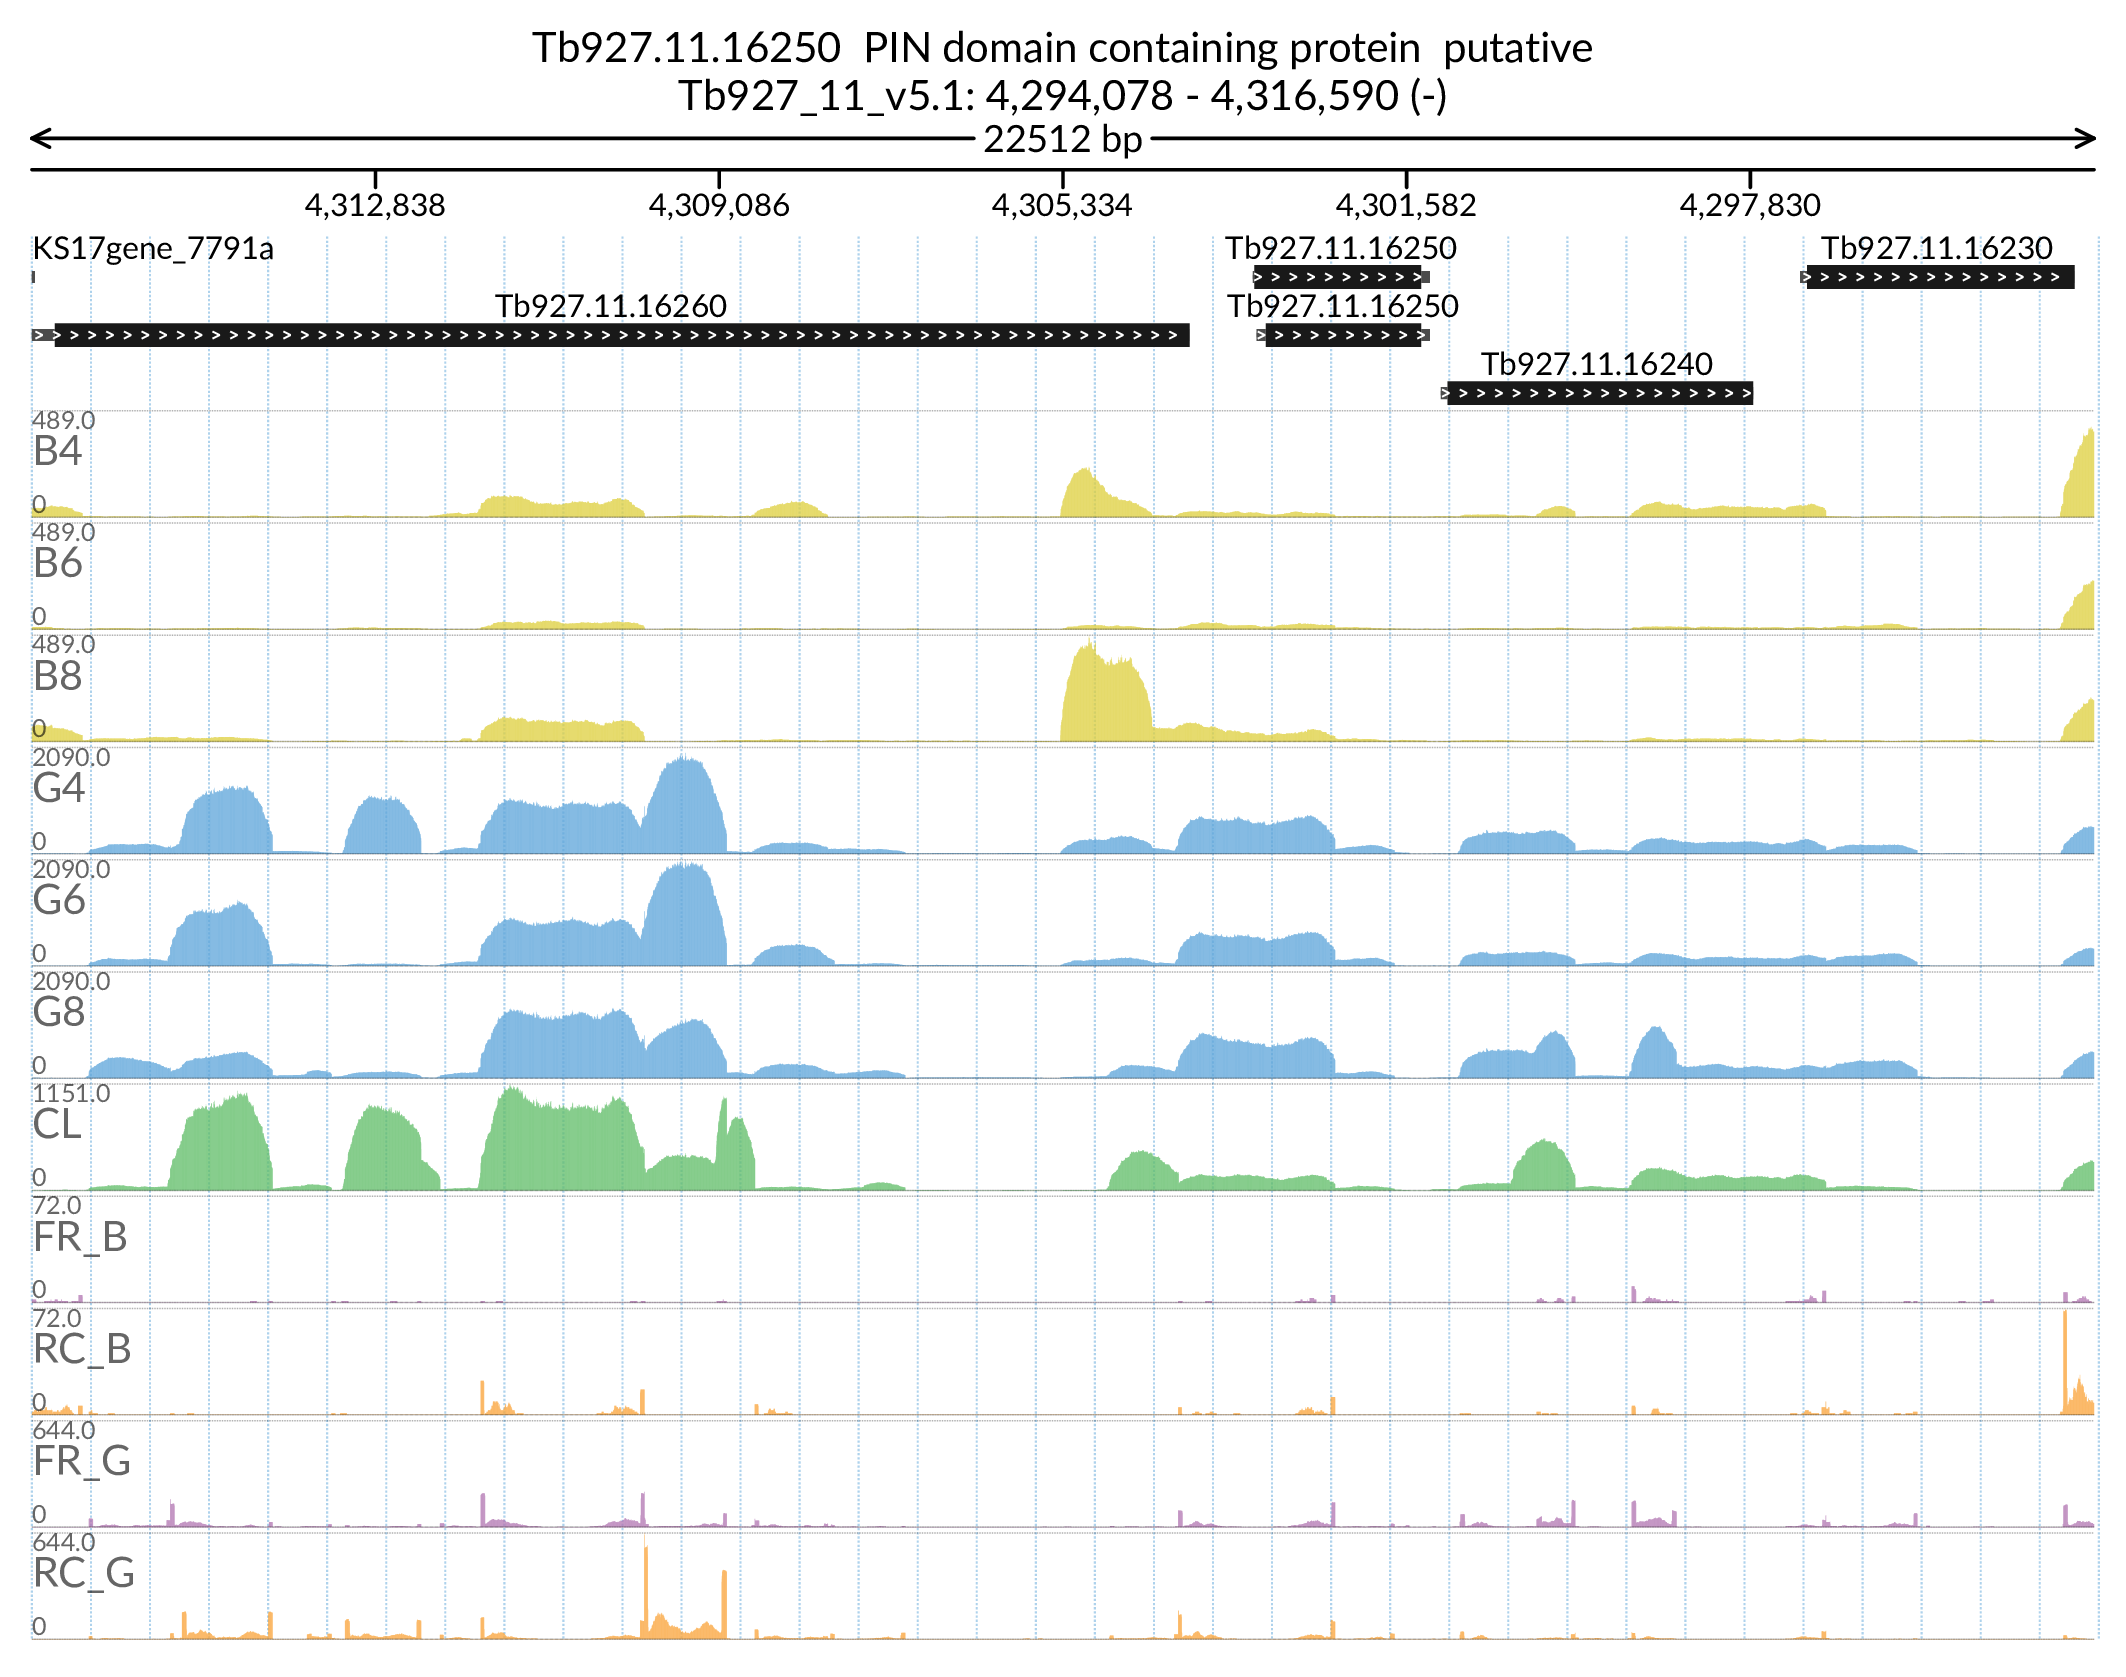 Tb927.11.16250 PIN domain containing protein putative
Tb927_11_v5.1: 4,294,078 - 4,316,590 (-)
22512 bp
4,312,838 4,309,086 4,305,334 4,301,582 4,297,830
KS17gene_7791a Tb927.11.16250 Tb927.11.16230
Tb927.11.16260 Tb927.11.16250
Tb927.11.16240
489.0
B4
0
489.0
B6
0
489.0
B8
0
2090.0
G4
0
2090.0
G6
0
2090.0
G8
0
1151.0
CL
0
72.0
FR_B
0
72.0
RC_B
0
644.0
FR_G
0
644.0
RC_G
0